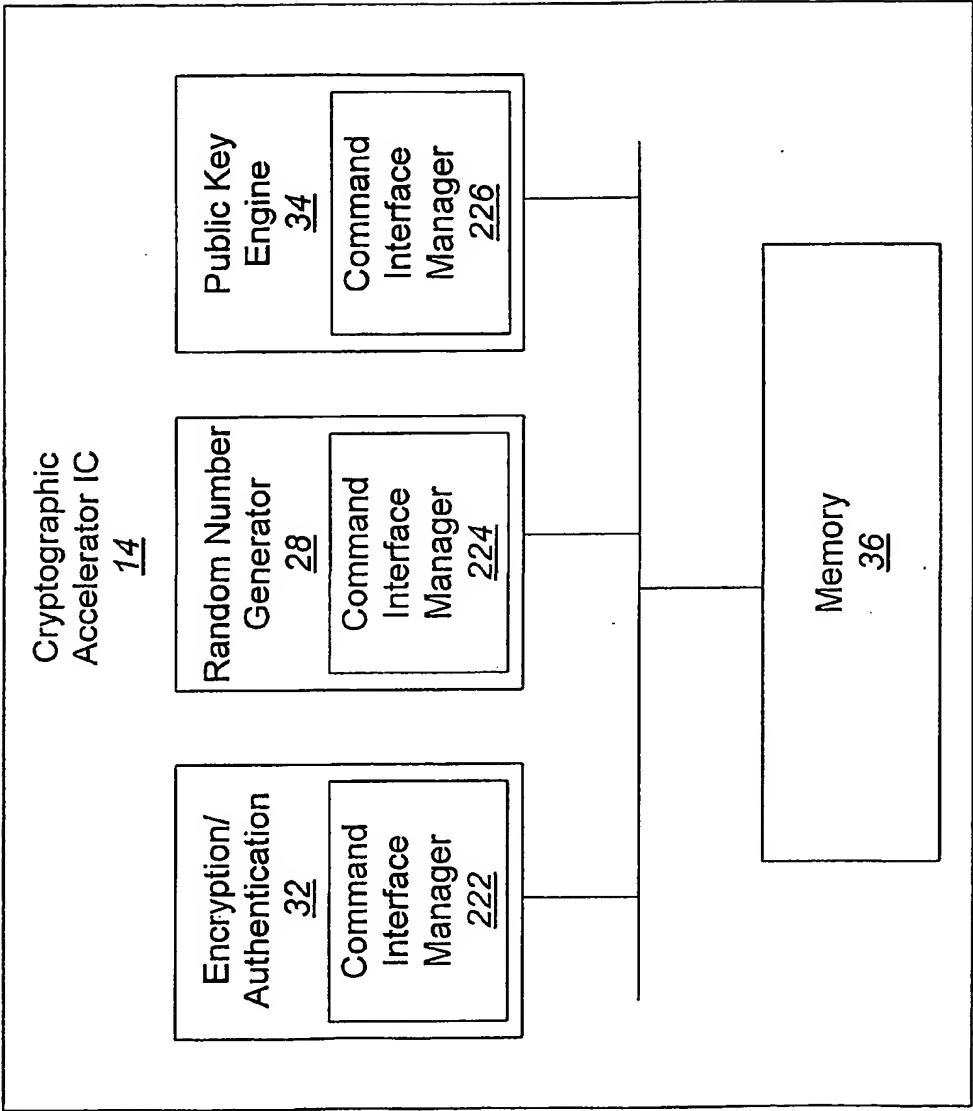 Cryptographic
Accelerator IC
14
Encryption/
Authentication
32
Command
Interface
Manager
222
Random Number
Generator
28
Command
Interface
Manager
224
Public Key
Engine
34
Command
Interface
Manager
226
Memory
36